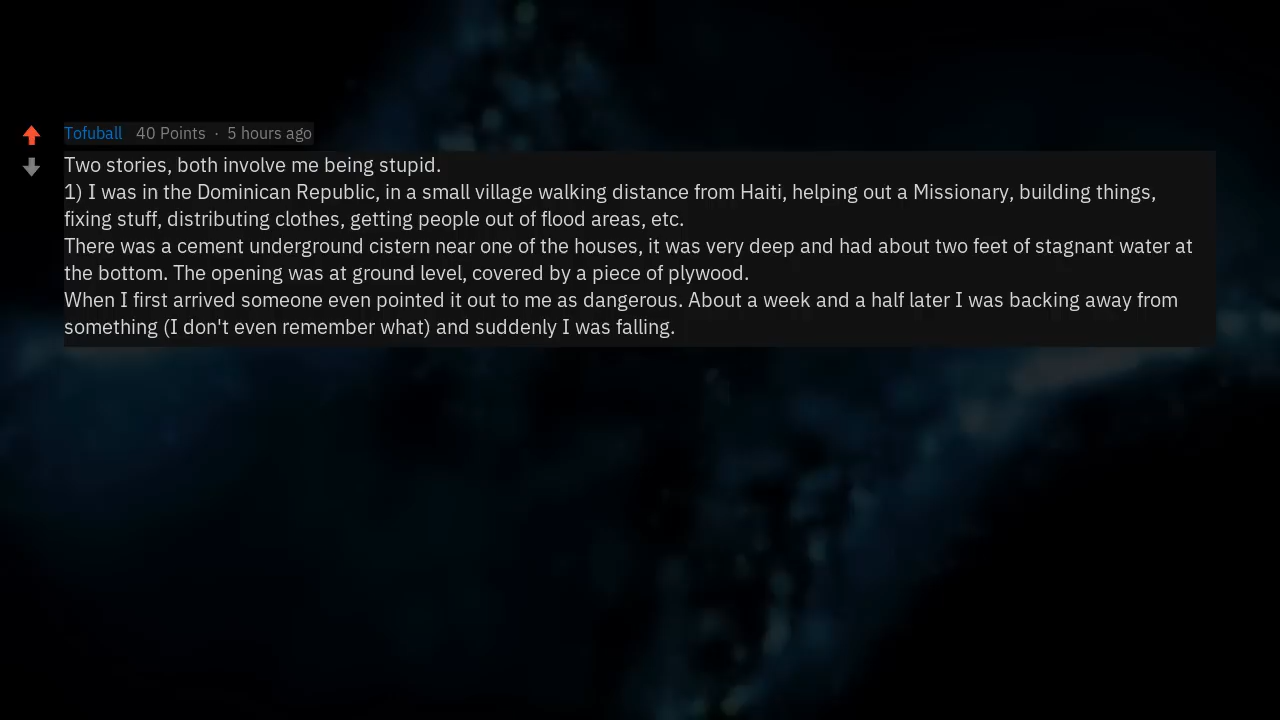 Tofuball 40 Points · 5 hours ago
Two stories, both involve me being stupid.
1) I was in the Dominican Republic, in a small village walking distance from Haiti, helping out a Missionary, building things,
fixing stuff, distributing clothes, getting people out of flood areas, etc.
There was a cement underground cistern near one of the houses, it was very deep and had about two feet of stagnant water at
the bottom. The opening was at ground level, covered by a piece of plywood.
When I first arrived someone even pointed it out to me as dangerous. About a week and a half later I was backing away from
something (I don't even remember what) and suddenly I was falling.